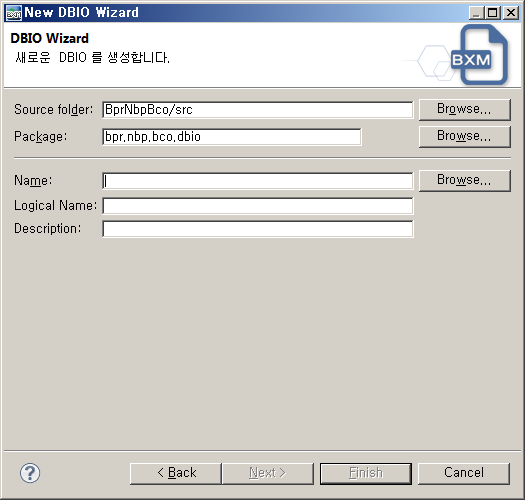 New DBIO Wizard
DBIO Wizard
새로운 DBIO 를 생성합니다.
BXM
Source folder: BprNbpBco/src Browse...
Package: bpr.nbp.bco.dbio Browse...
Name: Browse...
Logical Name:
Description:
? < Back Next > Finish Cancel